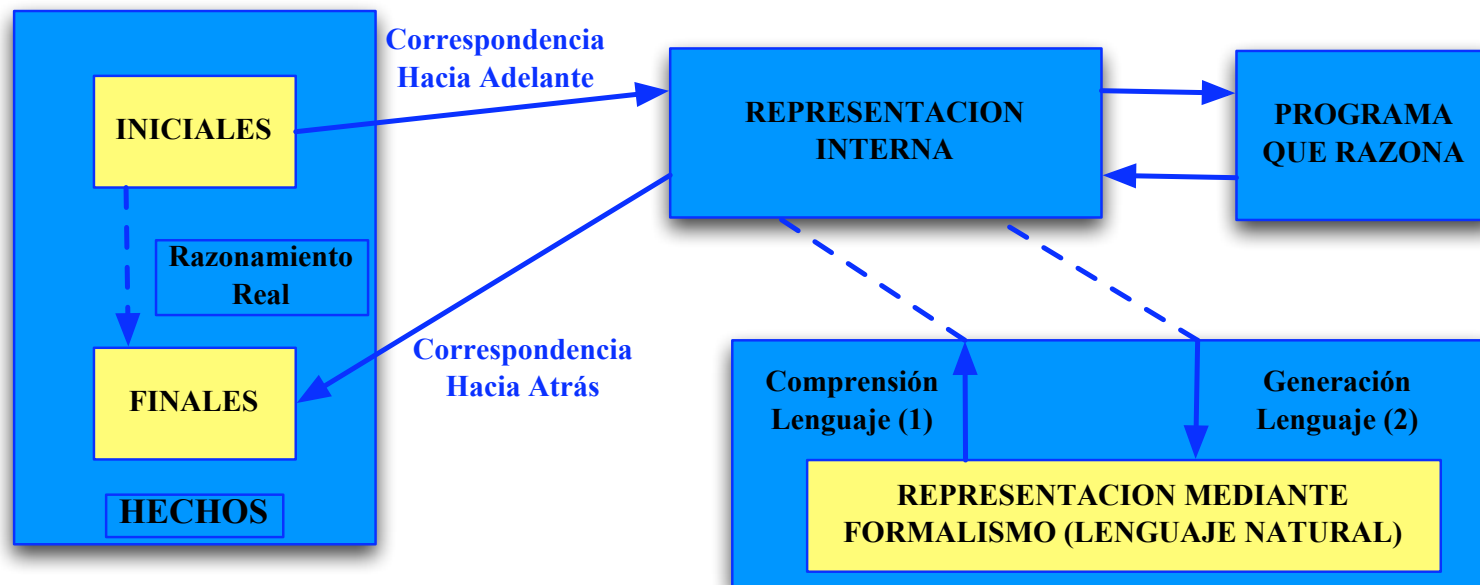 Correspondencia
Hacia Adelante
INICIALES
REPRESENTACION
INTERNA
PROGRAMA
QUE RAZONA
Razonamiento
Real
Correspondencia
Hacia Atrás
FINALES
HECHOS
Comprensión
Lenguaje (1)
Generación
Lenguaje (2)
REPRESENTACION MEDIANTE
FORMALISMO (LENGUAJE NATURAL)